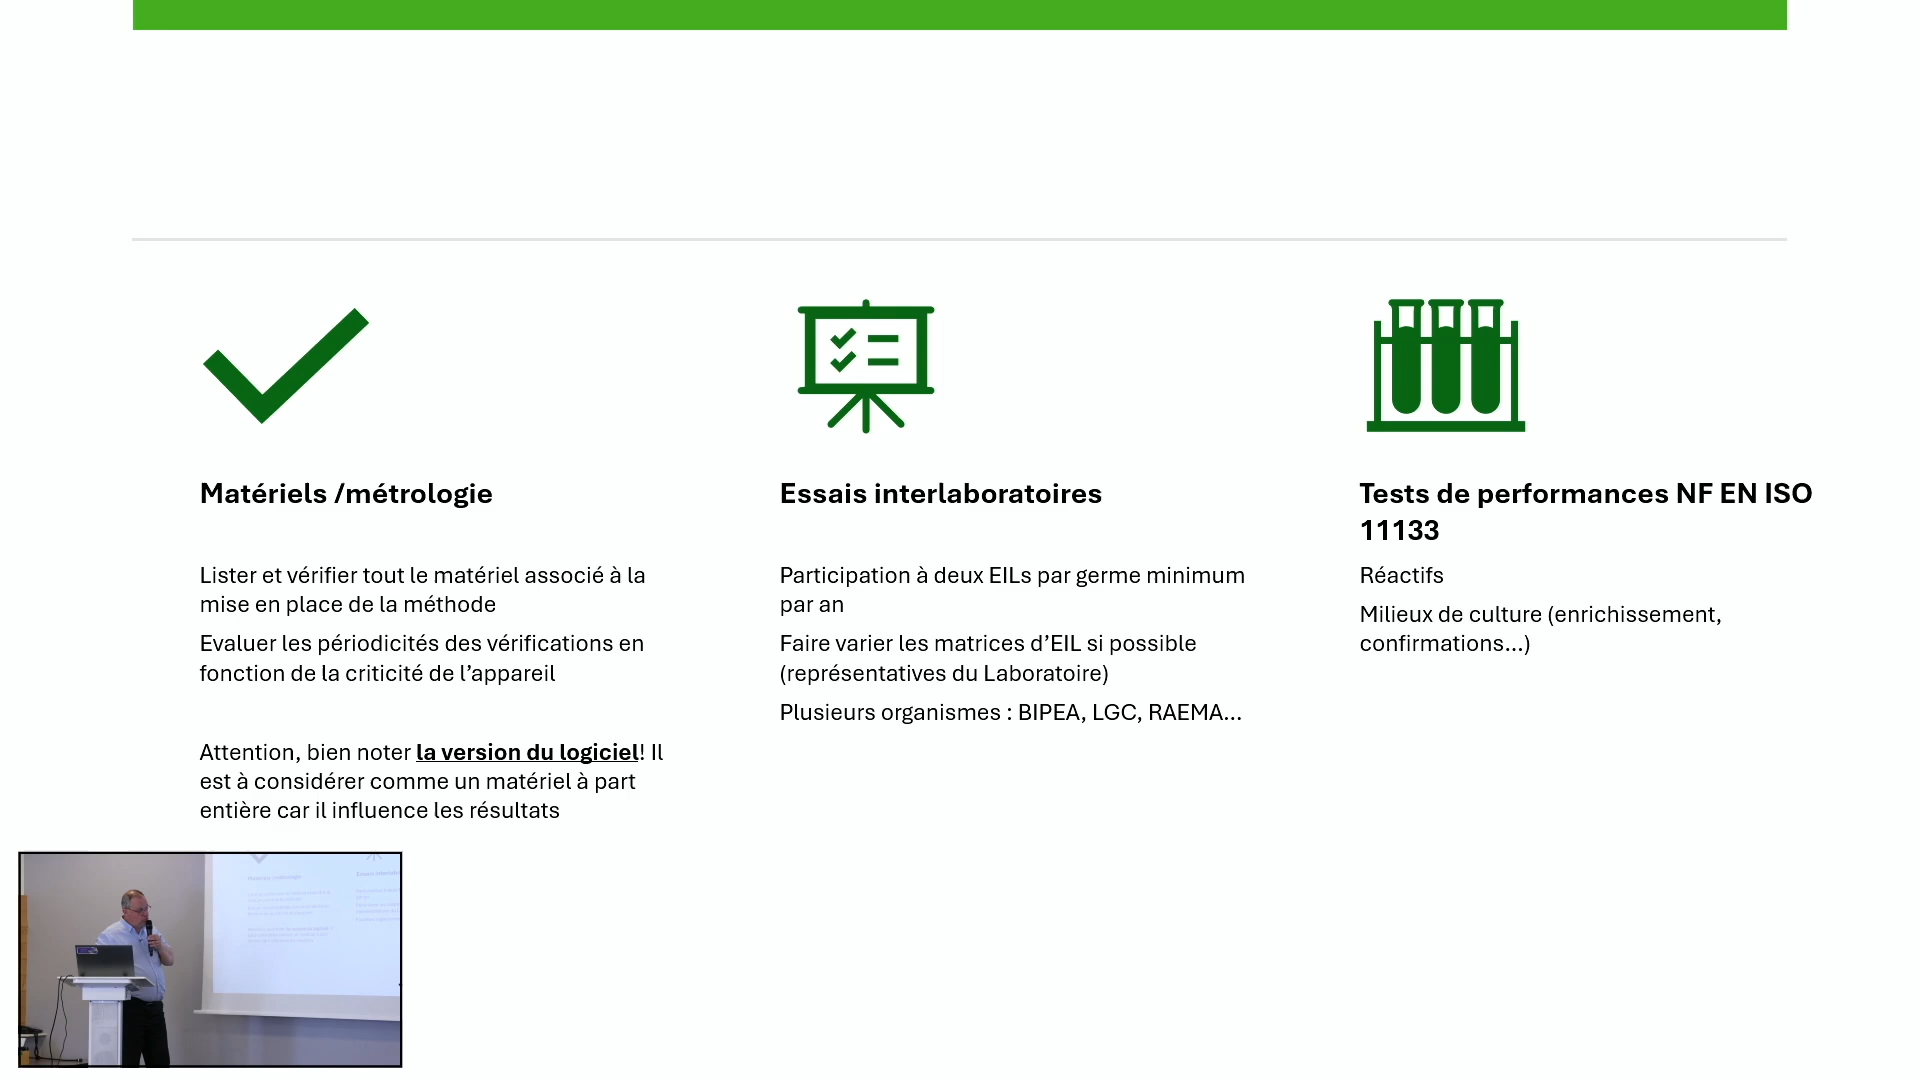 Matériels /métrologie
Lister et vérifier tout le matériel associé à la
mise en place de la méthode
Evaluer les périodicités des vérifications en
fonction de la criticité de l’appareil
Attention, bien noter la version du logiciel! Il
est à considérer comme un matériel à part
entière car il influence les résultats
Essais interlaboratoires
Participation à deux EILs par germe minimum
par an
Faire varier les matrices d’EIL si possible
(représentatives du Laboratoire)
Plusieurs organismes : BIPEA, LGC, RAEMA...
Tests de performances NF EN ISO
11133
Réactifs
Milieux de culture (enrichissement,
confirmations...)